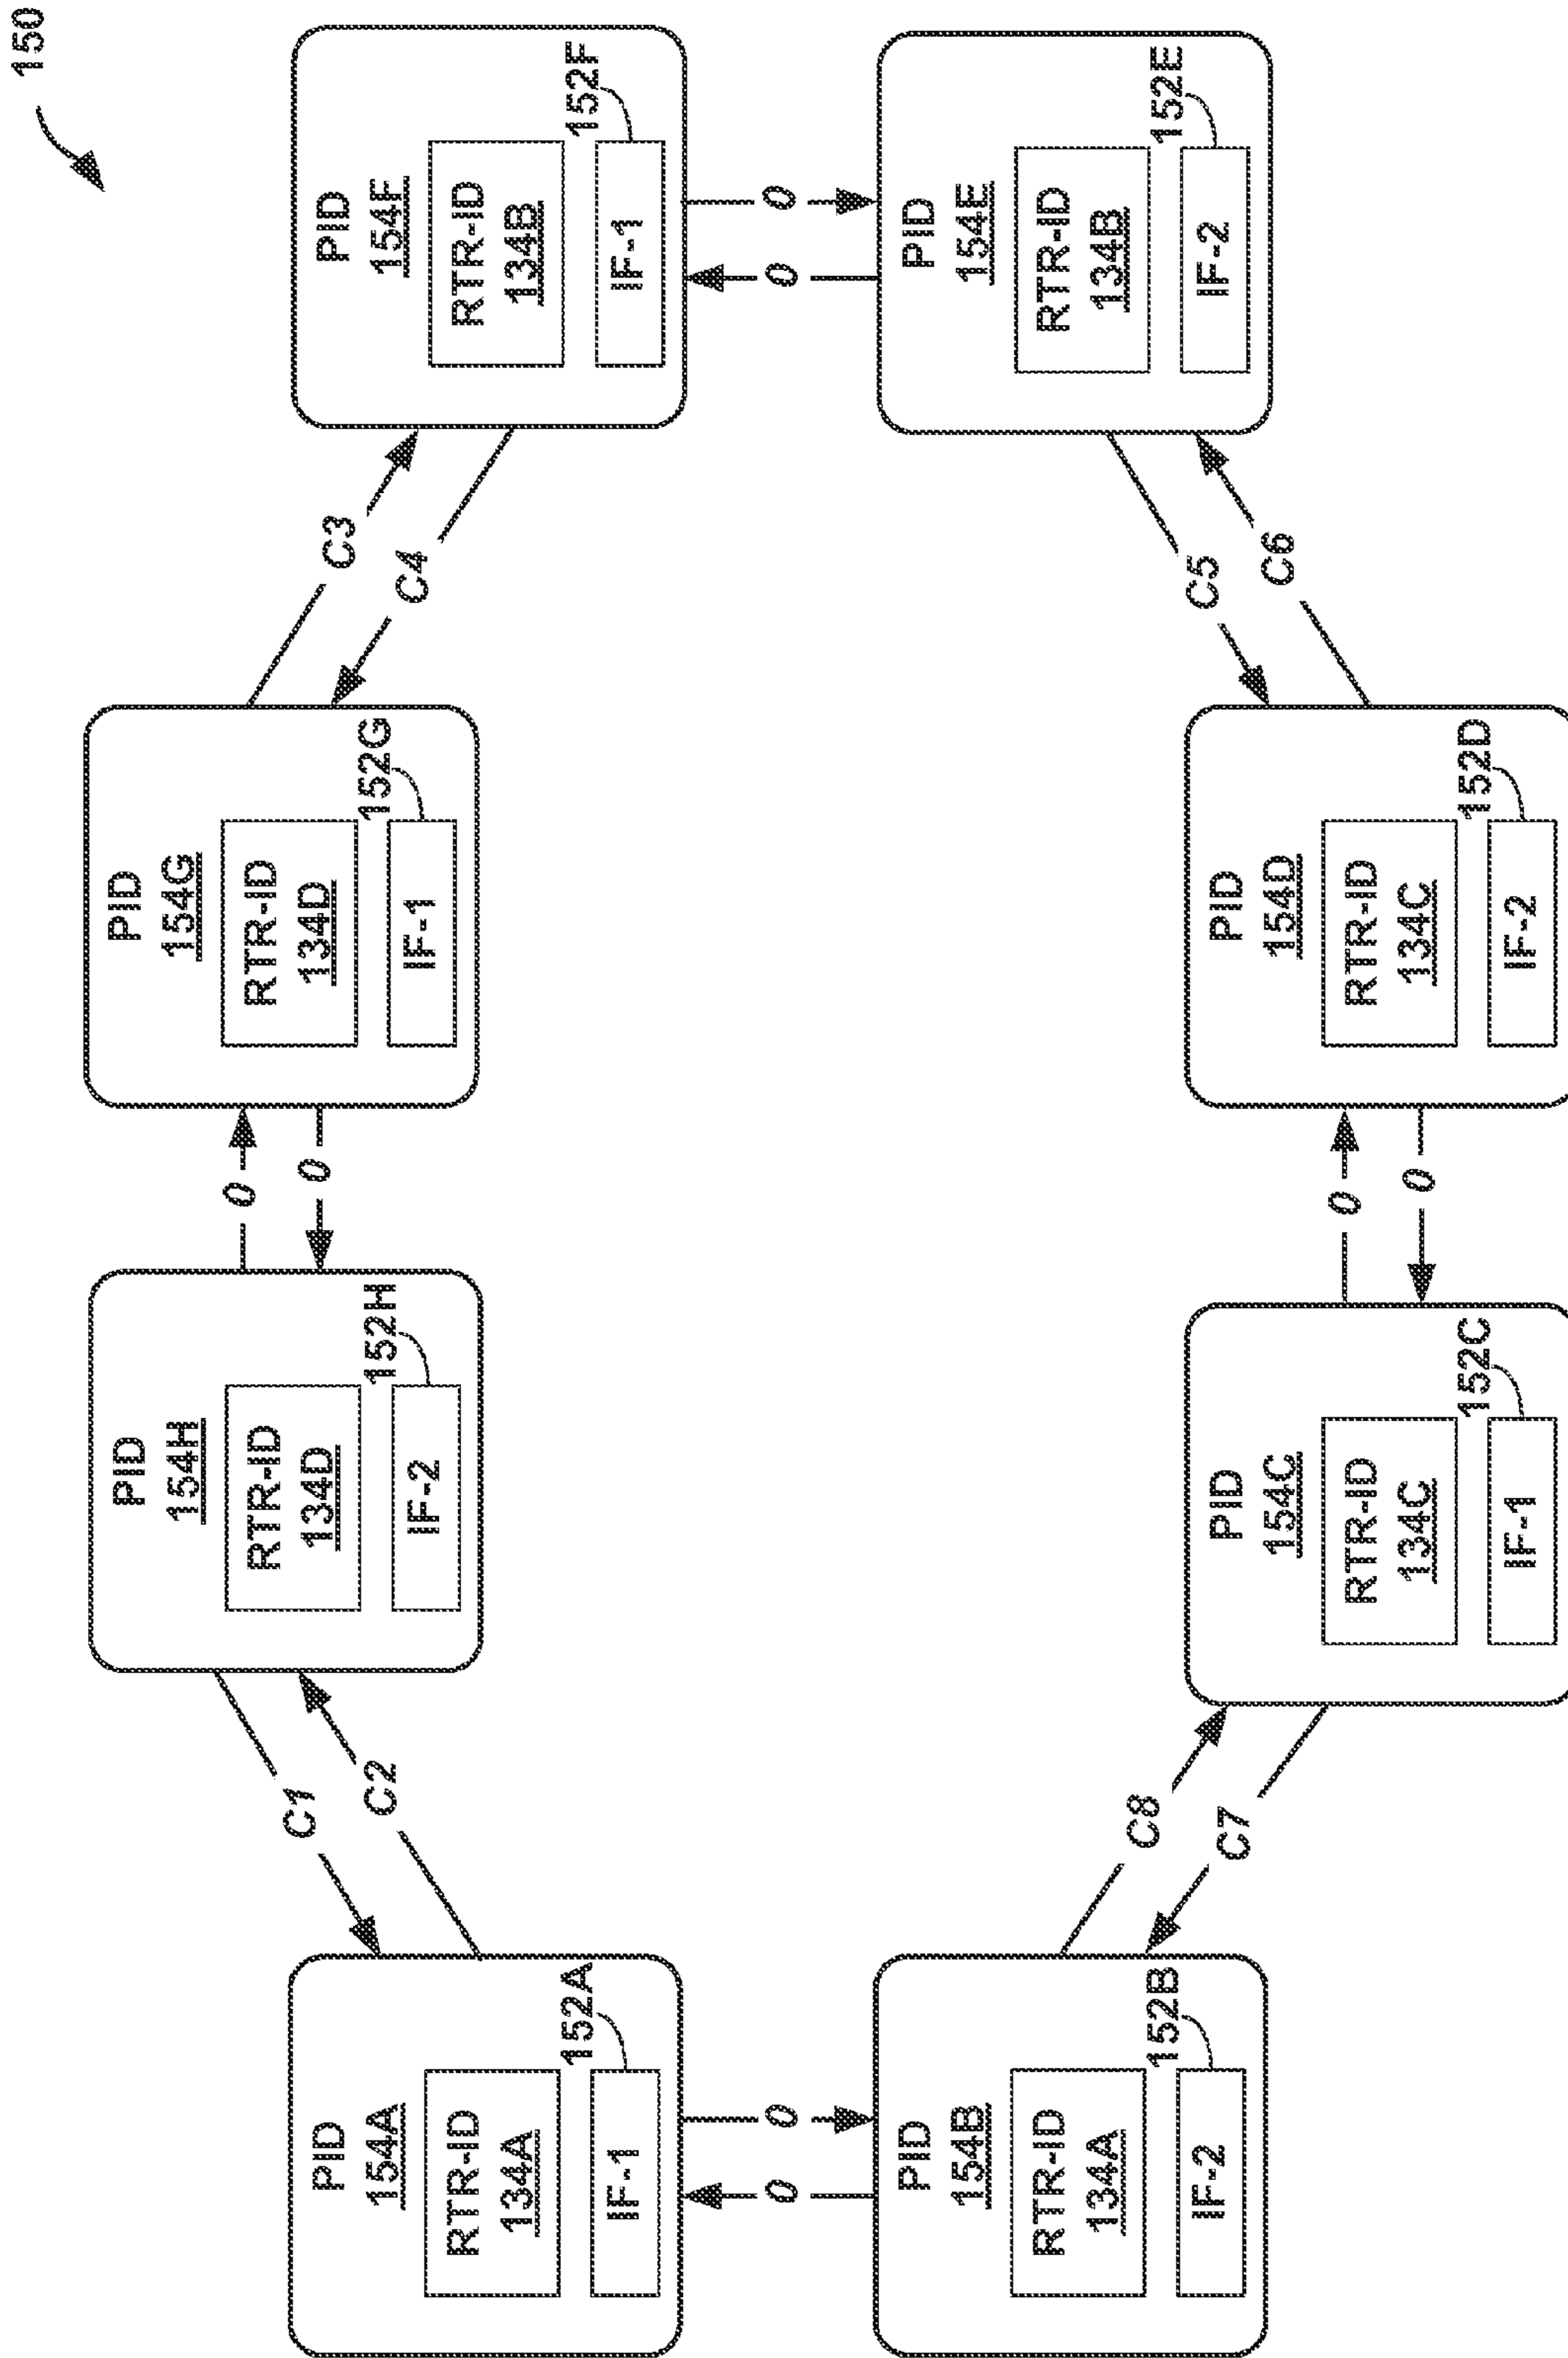 150
PID
154A
RTR-ID
134A
IF-1
152A
PID
154H
RTR-ID
134D
IF-2
152H
PID
154G
RTR-ID
134D
IF-1
152G
PID
154F
RTR-ID
134B
IF-1
152F
C1
C2
0
0
C3
C4
0
0
0
0
PID
154B
RTR-ID
134A
IF-2
152B
PID
154C
RTR-ID
134C
IF-1
152C
PID
154D
RTR-ID
134C
IF-2
152D
PID
154E
RTR-ID
134B
IF-2
152E
C8
C7
0
0
C5
C6